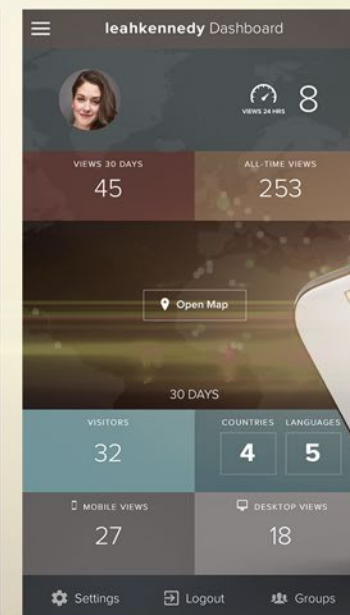 leahkennedy Dashboard
VIEWS 24 HRS 8
VIEWS 30 DAYS ALL-TIME VIEWS
45 253
Open Map
30 DAYS
VISITORS COUNTRIES LANGUAGES
32 4 5
MOBILE VIEWS DESKTOP VIEWS
27 18
Settings Logout Groups